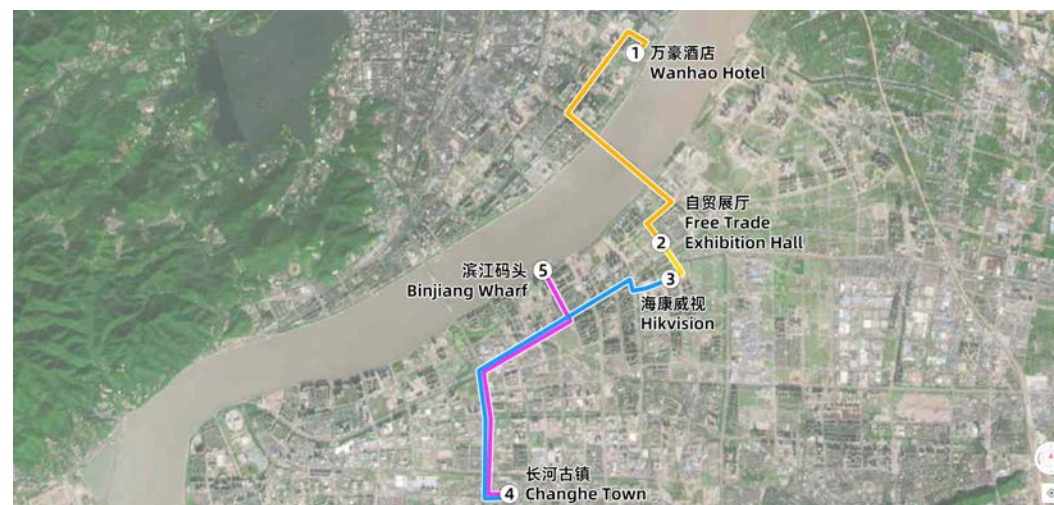 1
万豪酒店
Wanhao Hotel
自贸展厅
Free Trade
2
Exhibition Hall
滨江码头
5
Binjiang Wharf
3
海康威视
Hikvision
长河古镇
4
Changhe Town